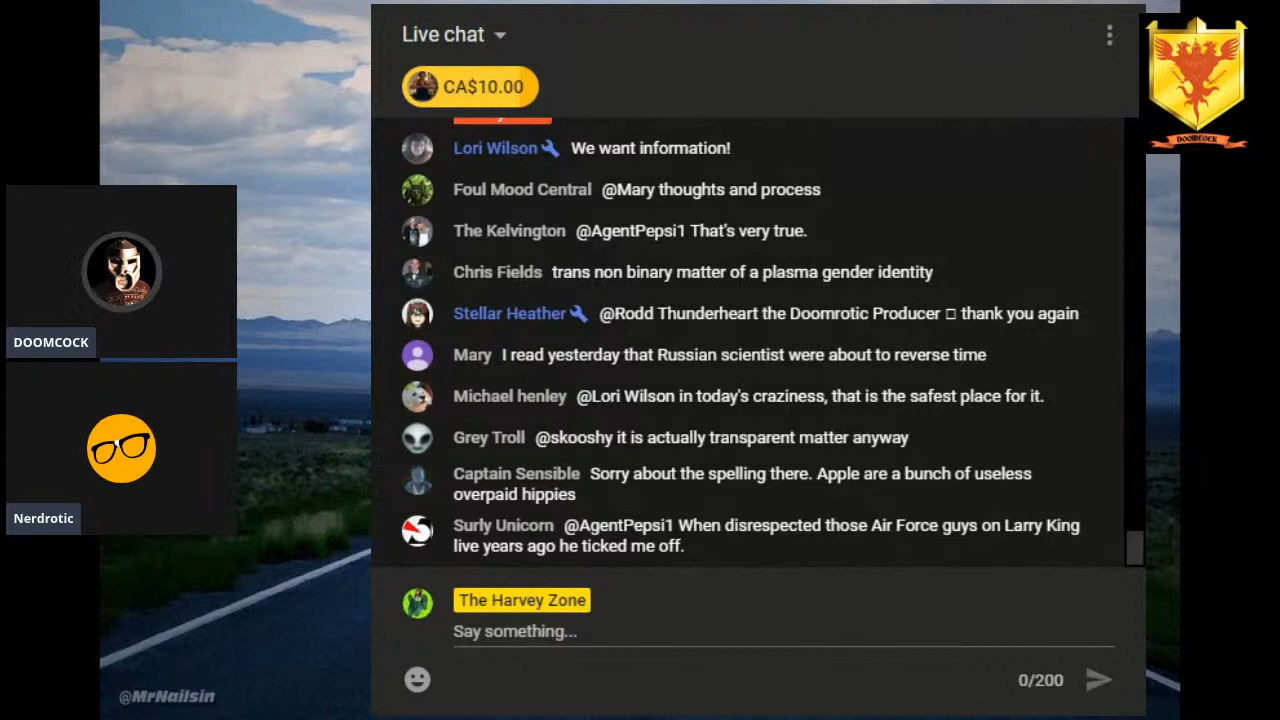 Live chat
CA$10.00
Lori Wilson We want information!
Foul Mood Central @Mary thoughts and process
The Kelvington @AgentPepsi1 That's very true.
Chris Fields trans non binary matter of a plasma gender identity
Stellar Heather @Rodd Thunderheart the Doomrotic Producer □ thank you again
Mary I read yesterday that Russian scientist were about to reverse time
Michael henley @Lori Wilson in today's craziness, that is the safest place for it.
Grey Troll @skooshy it is actually transparent matter anyway
Captain Sensible Sorry about the spelling there. Apple are a bunch of useless
overpaid hippies
Surly Unicorn @AgentPepsi1 When disrespected those Air Force guys on Larry King
live years ago he ticked me off.
The Harvey Zone
Say something...
0/200
DOOMCOCK
DOOMCOCK
Nerdrotic
@MrNailsin